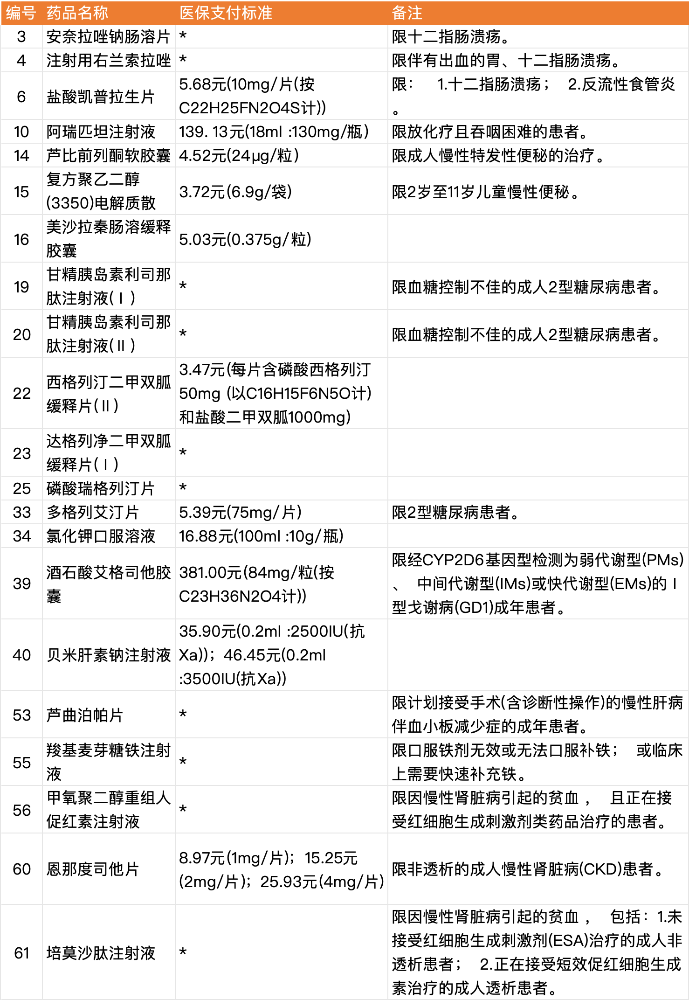 编号 药品名称 医保支付标准 备注
3 安奈拉唑钠肠溶片 * 限十二指肠溃疡。
4 注射用右兰索拉唑 * 限伴有出血的胃、十二指肠溃疡。
6 盐酸凯普拉生片 5.68元(10mg/片(按
C22H25FN2O4S计)) 限： 1.十二指肠溃疡； 2.反流性食管炎
。
10 阿瑞匹坦注射液 139. 13元(18ml :130mg/瓶) 限放化疗且吞咽困难的患者。
14 芦比前列酮软胶囊 4.52元(24μg/粒) 限成人慢性特发性便秘的治疗。
15 复方聚乙二醇
(3350)电解质散 3.72元(6.9g/袋) 限2岁至11岁儿童慢性便秘。
16 美沙拉秦肠溶缓释
胶囊 5.03元(0.375g/粒)
19 甘精胰岛素利司那
肽注射液(Ⅰ) * 限血糖控制不佳的成人2型糖尿病患者。
20 甘精胰岛素利司那
肽注射液(Ⅱ) * 限血糖控制不佳的成人2型糖尿病患者。
22 西格列汀二甲双胍
缓释片(Ⅱ) 3.47元(每片含磷酸西格列汀
50mg (以C16H15F6N5O计)
和盐酸二甲双胍1000mg)
23 达格列净二甲双胍
缓释片(Ⅰ) *
25 磷酸瑞格列汀片 *
33 多格列艾汀片 5.39元(75mg/片) 限2型糖尿病患者。
34 氯化钾口服溶液 16.88元(100ml :10g/瓶)
39 酒石酸艾格司他胶
囊 381.00元(84mg/粒(按
C23H36N2O4计)) 限经CYP2D6基因型检测为弱代谢型(PMs)
、 中间代谢型(IMs)或快代谢型(EMs)的Ⅰ
型戈谢病(GD1)成年患者。
40 贝米肝素钠注射液 35.90元(0.2ml :2500IU(抗
Xa))；46.45元(0.2ml
:3500IU(抗Xa))
53 芦曲泊帕片 * 限计划接受手术(含诊断性操作)的慢性肝病
伴血小板减少症的成年患者。
55 羧基麦芽糖铁注射
液 * 限口服铁剂无效或无法口服补铁； 或临床
上需要快速补充铁。
56 甲氧聚二醇重组人
促红素注射液 * 限因慢性肾脏病引起的贫血， 且正在接
受红细胞生成刺激剂类药品治疗的患者。
60 恩那度司他片 8.97元(1mg/片)；15.25元
(2mg/片)；25.93元(4mg/片) 限非透析的成人慢性肾脏病(CKD)患者。
61 培莫沙肽注射液 * 限因慢性肾脏病引起的贫血， 包括：1.未
接受红细胞生成刺激剂(ESA)治疗的成人非
透析患者； 2.正在接受短效促红细胞生成
素治疗的成人透析患者。